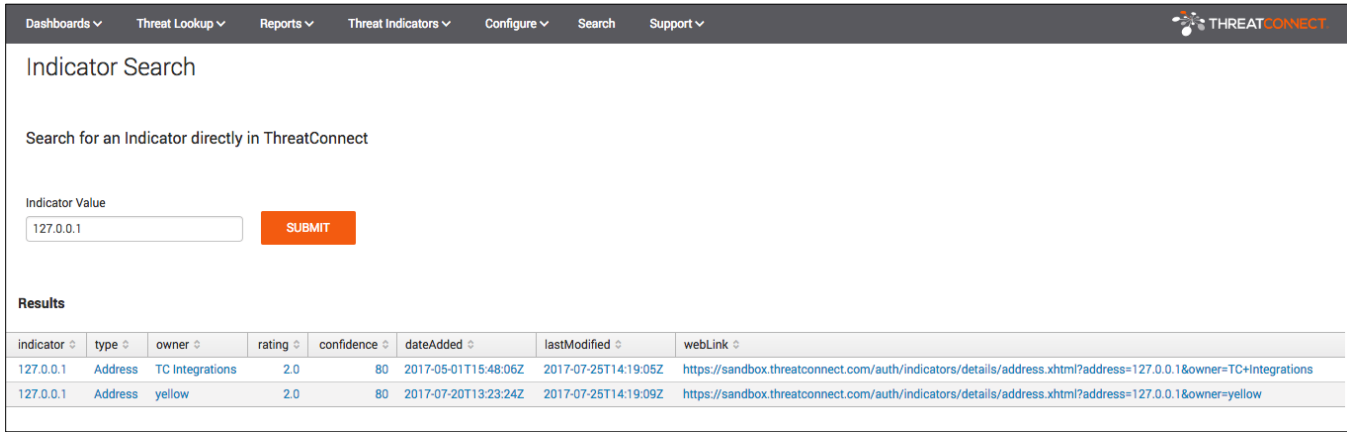 Dashboards Threat Lookup Reports Threat Indicators Configure Search Support THREATCONNECT
Indicator Search
Search for an Indicator directly in ThreatConnect
Indicator Value
127.0.0.1 SUBMIT
Results
indicator type owner rating confidence dateAdded lastModified webLink
127.0.0.1 Address TC Integrations 2.0 80 2017-05-01T15:48:06Z 2017-07-25T14:19:05Z https://sandbox.threatconnect.com/auth/indicators/details/address.xhtml?address=127.0.0.1&owner=TC+Integrations
127.0.0.1 Address yellow 2.0 80 2017-07-20T13:23:24Z 2017-07-25T14:19:09Z https://sandbox.threatconnect.com/auth/indicators/details/address.xhtml?address=127.0.0.1&owner=yellow